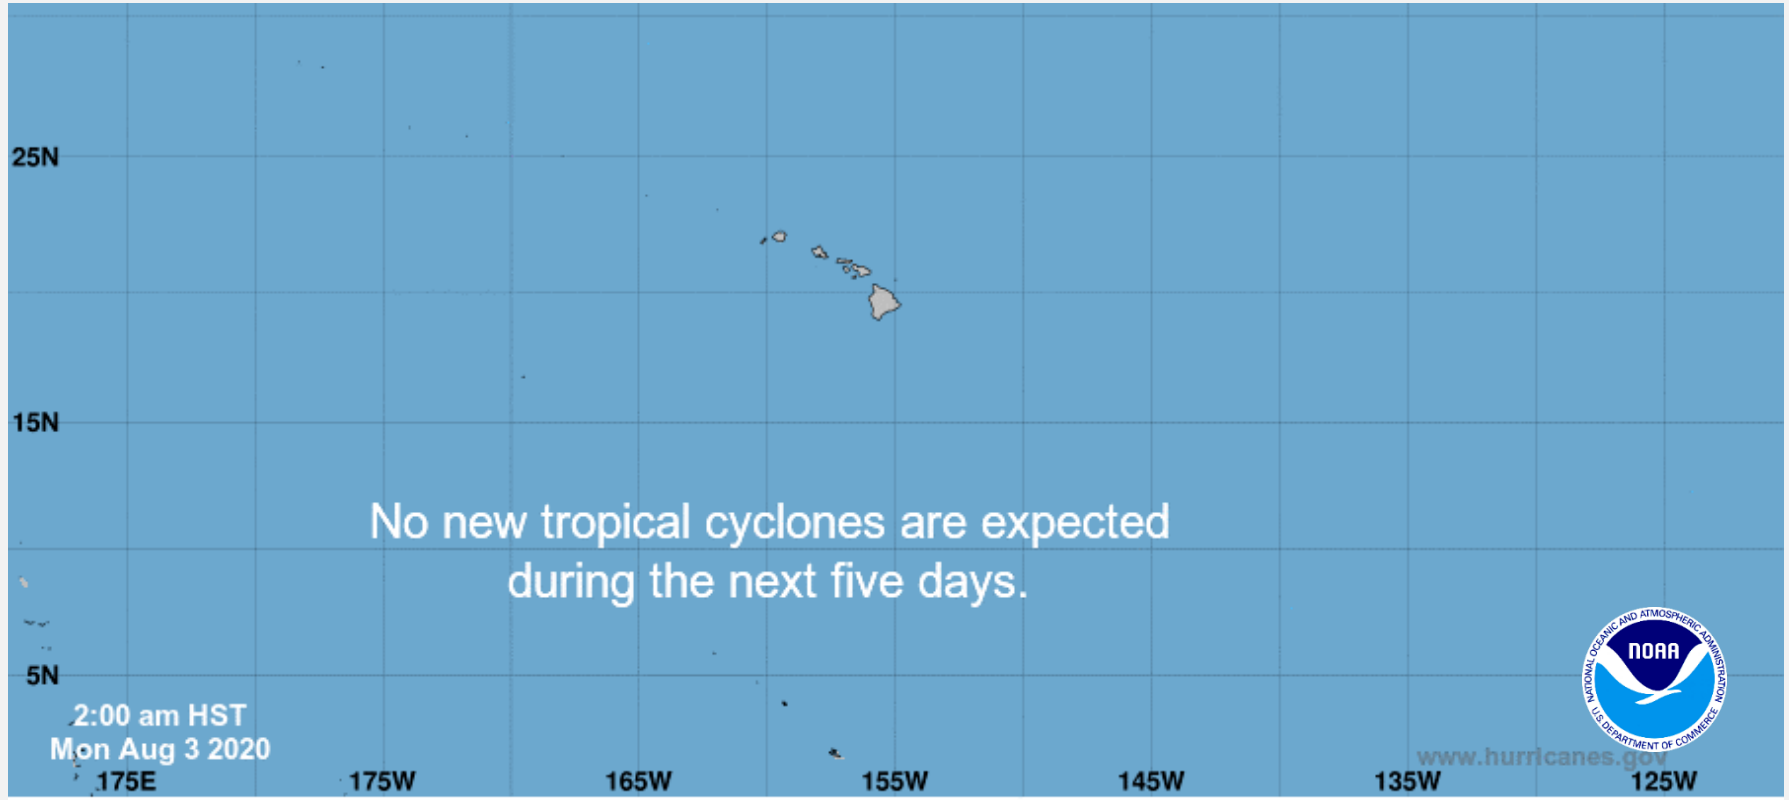 25N
15N
No new tropical cyclones are expected
during the next five days.
5N
NATIONAL OCEANIC AND ATMOSPHERIC ADMINISTRATION
NOAA
U.S. DEPARTMENT OF COMMERCE
2:00 am HST
Mon Aug 3 2020
www.hurricanes.gov
175E 175W 165W 155W 145W 135W 125W